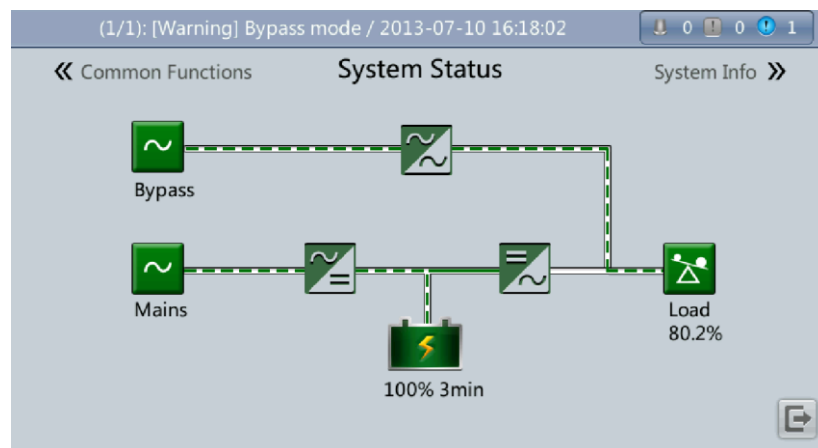 (1/1): [Warning] Bypass mode / 2013-07-10 16:18:02 0 0 1
« Common Functions System Status System Info »
Bypass
Mains
Load
80.2%
100% 3min